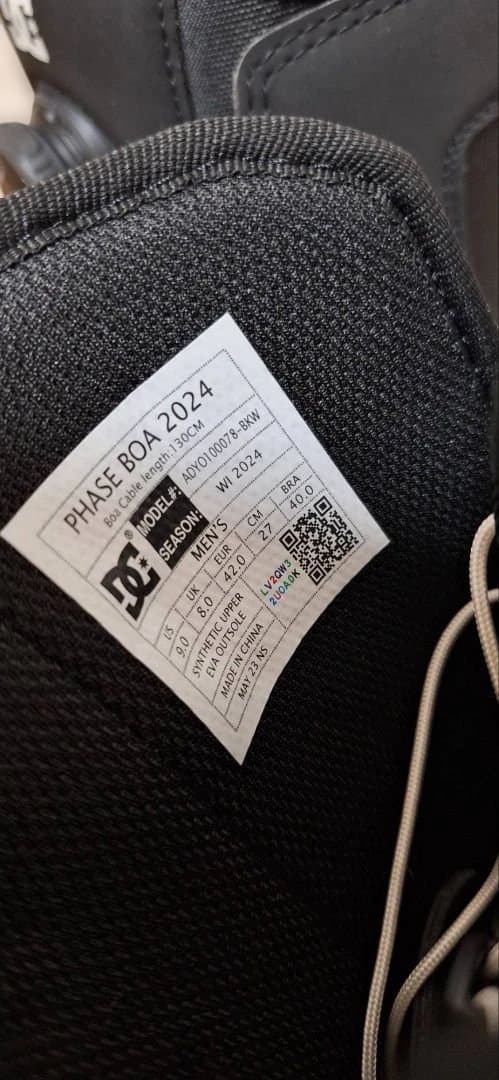 PHASE BOA 2024
Boa Cable length:130CM
DC®
MODEL#: ADYO100078-BKW
SEASON: WI 2024
MEN'S
US UK EUR CM BRA
9.0 8.0 42.0 27 40.0
SYNTHETIC UPPER
EVA OUTSOLE
LV2QW3
2UOA0K
MADE IN CHINA
MAY 23 NS